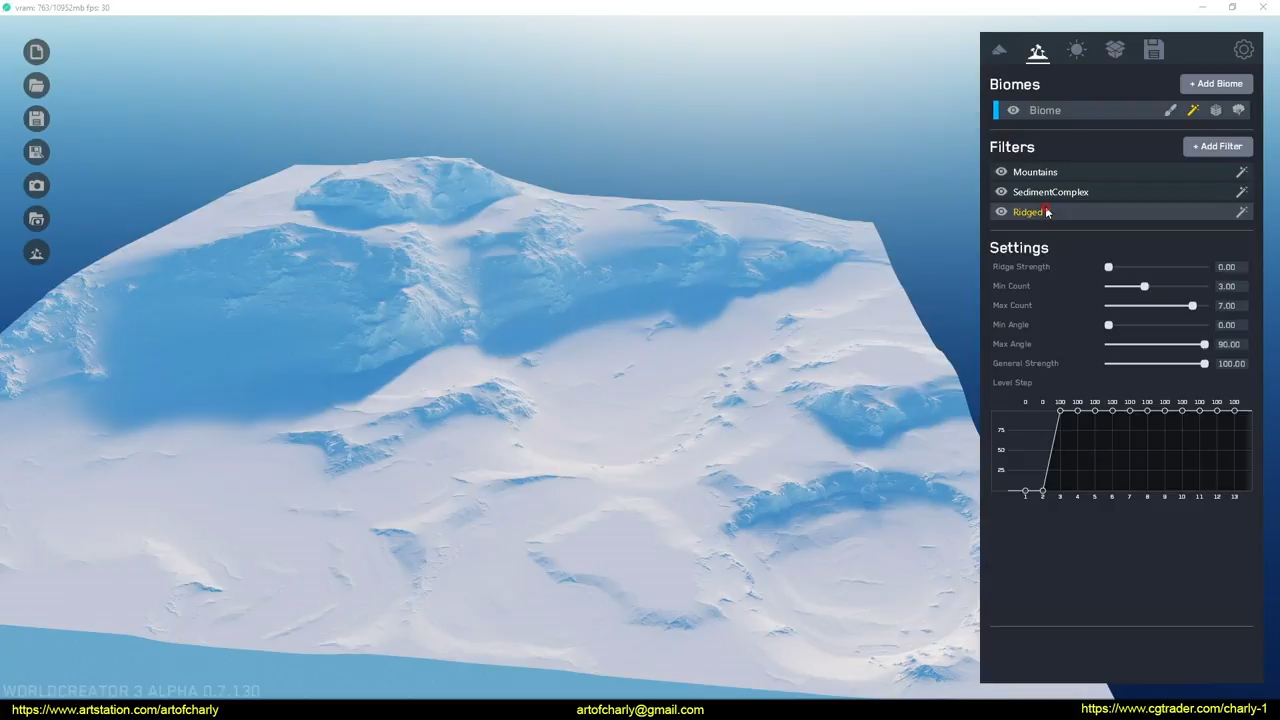 vram: 763/10952mb fps: 30
Biomes
+ Add Biome
Biome
Filters
+ Add Filter
Mountains
SedimentComplex
Ridged
Settings
Ridge Strength 0.00
Min Count 3.00
Max Count 7.00
Min Angle 0.00
Max Angle 90.00
General Strength 100.00
Level Step
0 0 100 100 100 100 100 100 100 100 100 100 100
75
50
25
1 2 3 4 5 6 7 8 9 10 11 12 13
WORLDCREATOR 3 ALPHA 0.7.130
https://www.artstation.com/artofcharly
artofcharly@gmail.com
https://www.cgtrader.com/charly-1